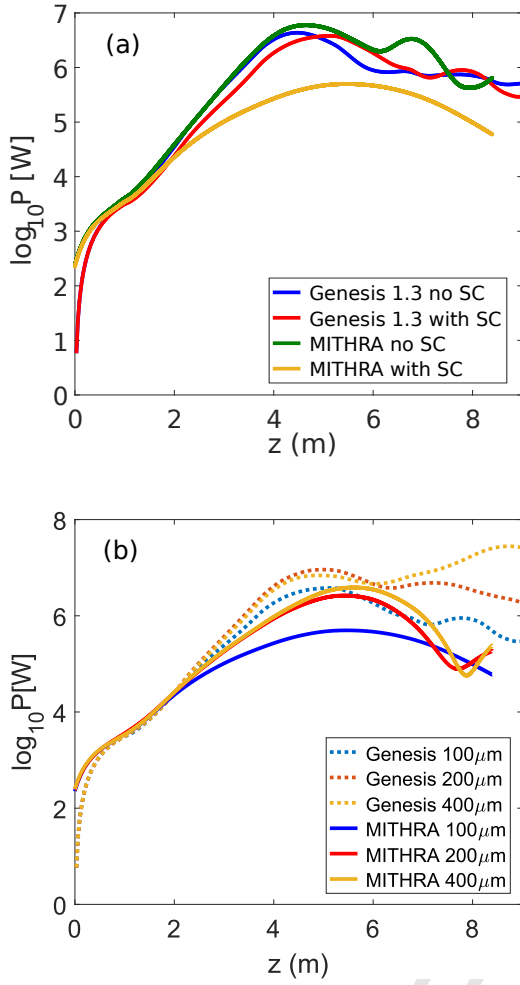 (a)
7
6
5
4
3
2
1
0
log10P [W]
Genesis 1.3 no SC
Genesis 1.3 with SC
MITHRA no SC
MITHRA with SC
0 2 4 6 8
z (m)
(b)
8
6
4
2
0
log10P[W]
Genesis 100μm
Genesis 200μm
Genesis 400μm
MITHRA 100μm
MITHRA 200μm
MITHRA 400μm
0 2 4 6 8
z (m)